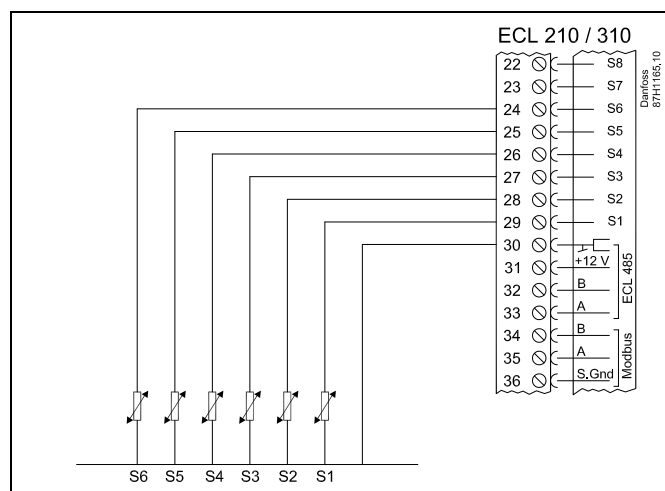 ECL 210 / 310
Danfoss
87H1165.10
22 S8
23 S7
24 S6
25 S5
26 S4
27 S3
28 S2
29 S1
30
31 +12 V
32 B
33 A
ECL 485
34 B
35 A
36 S.Gnd
Modbus
S6 S5 S4 S3 S2 S1